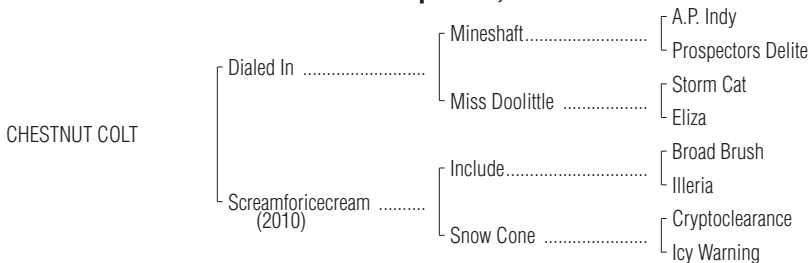 A.P. Indy
Mineshaft..............................
Prospectors Delite
Dialed In .........................
Storm Cat
Miss Doolittle .....................
Eliza
CHESTNUT COLT
Broad Brush
Include..............................
Illeria
Screamforicecream ..........
(2010)
Cryptoclearance
Snow Cone ........................
Icy Warning